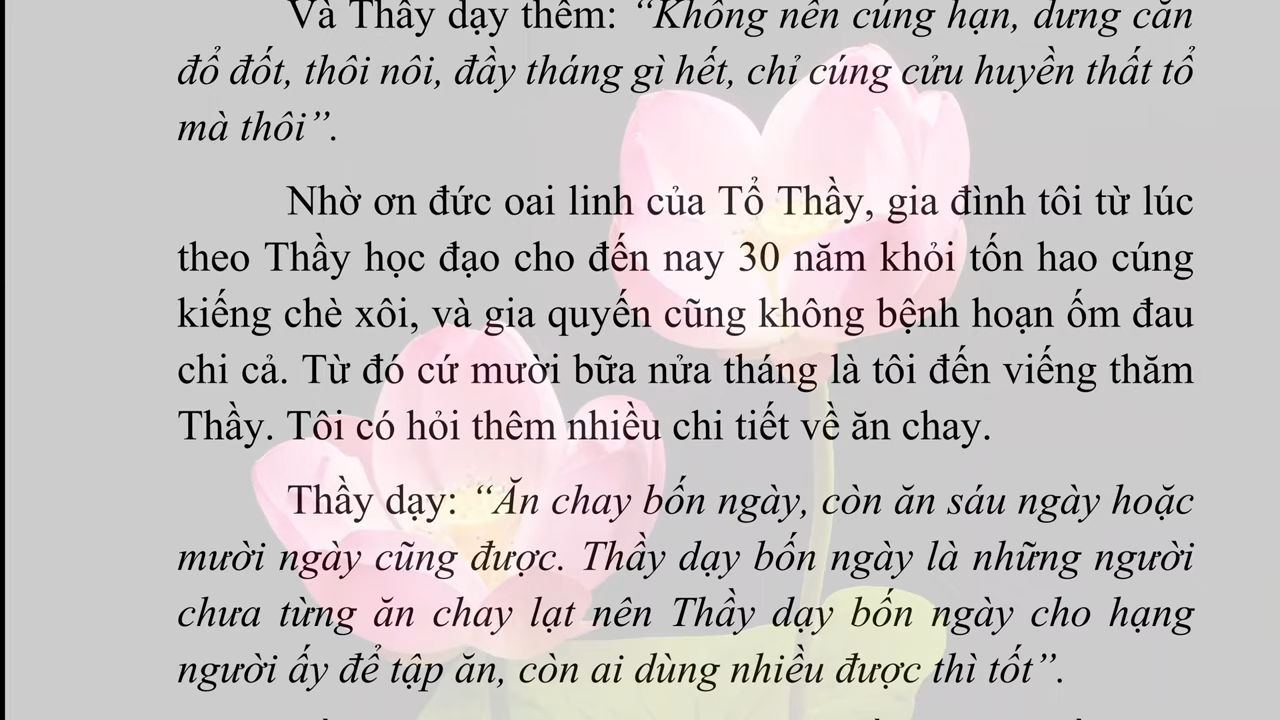 Và Thầy dạy thêm: “Không nên cúng hạn, dưng căn
đổ đốt, thôi nôi, đầy tháng gì hết, chỉ cúng cửu huyền thất tổ
mà thôi”.
Nhờ ơn đức oai linh của Tổ Thầy, gia đình tôi từ lúc
theo Thầy học đạo cho đến nay 30 năm khỏi tốn hao cúng
kiếng chè xôi, và gia quyến cũng không bệnh hoạn ốm đau
chi cả. Từ đó cứ mười bữa nửa tháng là tôi đến viếng thăm
Thầy. Tôi có hỏi thêm nhiều chi tiết về ăn chay.
Thầy dạy: “Ăn chay bốn ngày, còn ăn sáu ngày hoặc
mười ngày cũng được. Thầy dạy bốn ngày là những người
chưa từng ăn chay lạt nên Thầy dạy bốn ngày cho hạng
người ấy để tập ăn, còn ai dùng nhiều được thì tốt”.